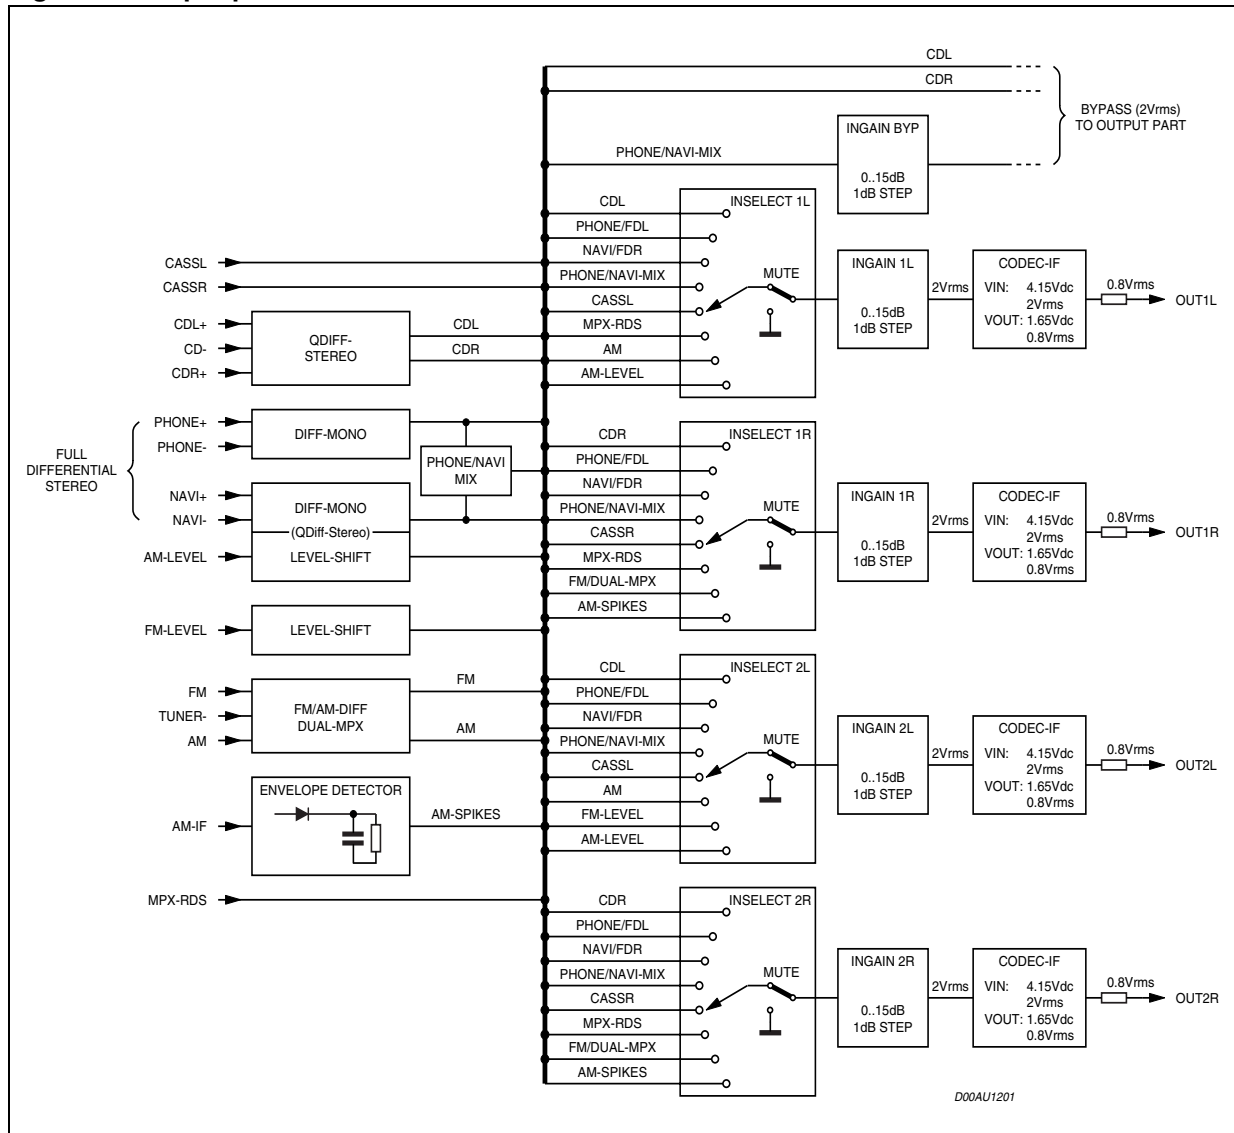 CDL
CDR
BYPASS (2Vrms)
TO OUTPUT PART
INGAIN BYP
0..15dB
1dB STEP
PHONE/NAVI-MIX
CASSL
CASSR
CDL+
CD-
CDR+
QDIFF-
STEREO
CDL
CDR
FULL
DIFFERENTIAL
STEREO
PHONE+
PHONE-
DIFF-MONO
PHONE/NAVI
MIX
NAVI+
NAVI-
AM-LEVEL
DIFF-MONO
(QDiff-Stereo)
LEVEL-SHIFT
FM-LEVEL
LEVEL-SHIFT
FM
TUNER-
AM
FM/AM-DIFF
DUAL-MPX
FM
AM
AM-IF
ENVELOPE DETECTOR
AM-SPIKES
MPX-RDS
CDL
PHONE/FDL
NAVI/FDR
PHONE/NAVI-MIX
CASSL
MPX-RDS
AM
AM-LEVEL
INSELECT 1L
MUTE
INGAIN 1L
0..15dB
1dB STEP
2Vrms
CODEC-IF
VIN: 4.15Vdc
2Vrms
VOUT: 1.65Vdc
0.8Vrms
0.8Vrms
OUT1L
CDR
PHONE/FDL
NAVI/FDR
PHONE/NAVI-MIX
CASSR
MPX-RDS
FM/DUAL-MPX
AM-SPIKES
INSELECT 1R
MUTE
INGAIN 1R
0..15dB
1dB STEP
2Vrms
CODEC-IF
VIN: 4.15Vdc
2Vrms
VOUT: 1.65Vdc
0.8Vrms
0.8Vrms
OUT1R
CDL
PHONE/FDL
NAVI/FDR
PHONE/NAVI-MIX
CASSL
AM
FM-LEVEL
AM-LEVEL
INSELECT 2L
MUTE
INGAIN 2L
0..15dB
1dB STEP
2Vrms
CODEC-IF
VIN: 4.15Vdc
2Vrms
VOUT: 1.65Vdc
0.8Vrms
0.8Vrms
OUT2L
CDR
PHONE/FDL
NAVI/FDR
PHONE/NAVI-MIX
CASSR
MPX-RDS
FM/DUAL-MPX
AM-SPIKES
INSELECT 2R
MUTE
INGAIN 2R
0..15dB
1dB STEP
2Vrms
CODEC-IF
VIN: 4.15Vdc
2Vrms
VOUT: 1.65Vdc
0.8Vrms
0.8Vrms
OUT2R
D00AU1201